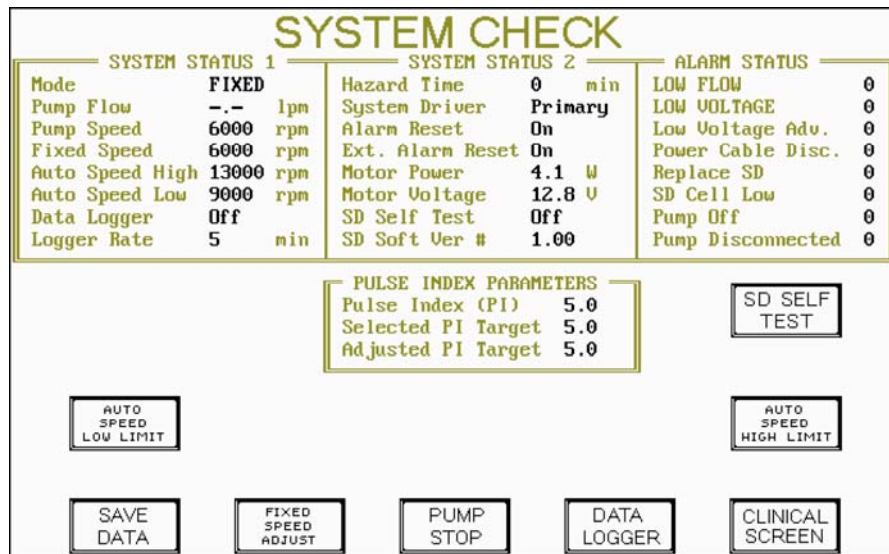 SYSTEM CHECK
SYSTEM STATUS 1
Mode FIXED
Pump Flow -.- lpm
Pump Speed 6000 rpm
Fixed Speed 6000 rpm
Auto Speed High 13000 rpm
Auto Speed Low 9000 rpm
Data Logger Off
Logger Rate 5 min
SYSTEM STATUS 2
Hazard Time 0 min
System Driver Primary
Alarm Reset On
Ext. Alarm Reset On
Motor Power 4.1 W
Motor Voltage 12.8 V
SD Self Test Off
SD Soft Ver # 1.00
ALARM STATUS
LOW FLOW 0
LOW VOLTAGE 0
Low Voltage Adv. 0
Power Cable Disc. 0
Replace SD 0
SD Cell Low 0
Pump Off 0
Pump Disconnected 0
PULSE INDEX PARAMETERS
Pulse Index (PI) 5.0
Selected PI Target 5.0
Adjusted PI Target 5.0
SD SELF
TEST
AUTO
SPEED
LOW LIMIT
AUTO
SPEED
HIGH LIMIT
SAVE
DATA
FIXED
SPEED
ADJUST
PUMP
STOP
DATA
LOGGER
CLINICAL
SCREEN